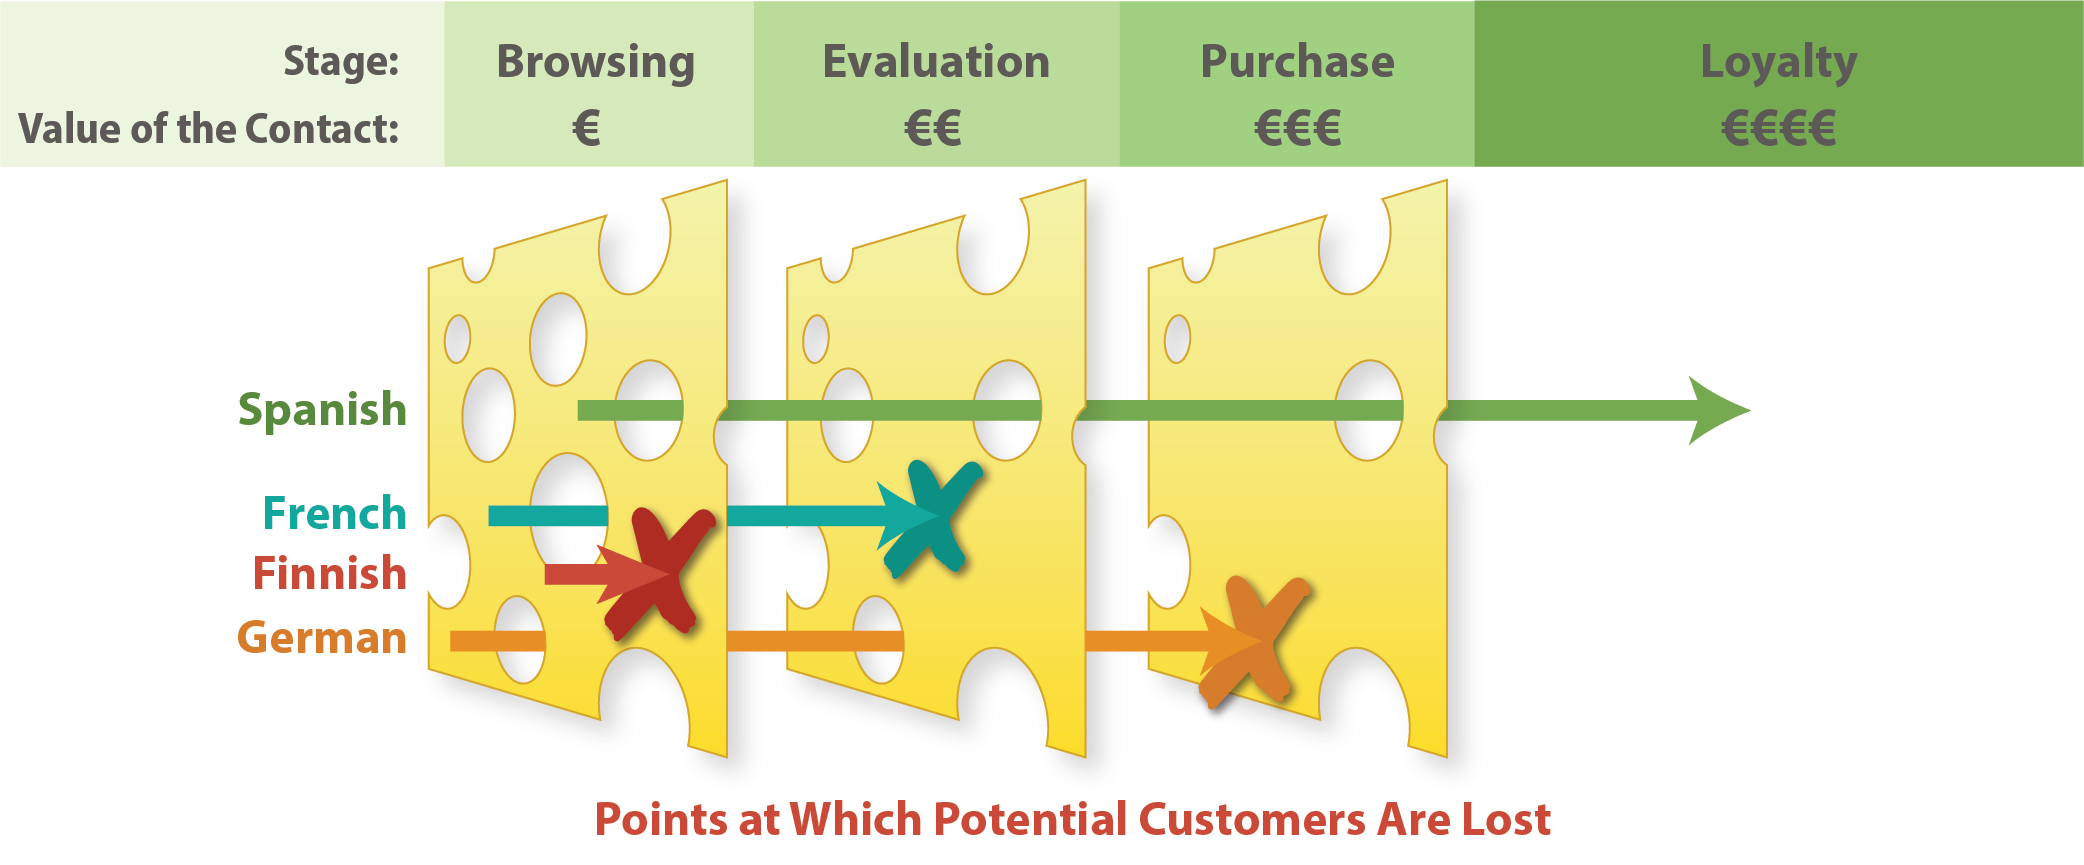 Stage: Browsing Evaluation Purchase Loyalty
Value of the Contact: € €€ €€€ €€€€
Spanish
French
Finnish
German
Points at Which Potential Customers Are Lost